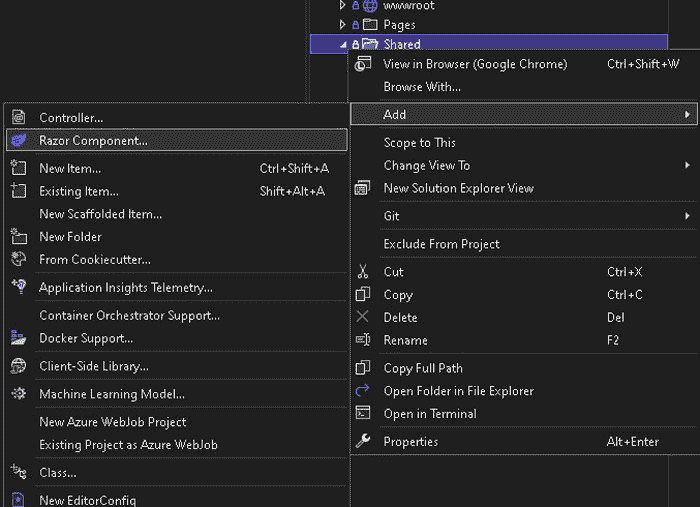 wwwroot
Pages
Shared
View in Browser (Google Chrome) Ctrl+Shift+W
Browse With...
Add
Scope to This
Change View To
New Solution Explorer View
Git
Exclude From Project
Cut Ctrl+X
Copy Ctrl+C
Delete Del
Rename F2
Copy Full Path
Open Folder in File Explorer
Open in Terminal
Properties Alt+Enter
Controller...
Razor Component...
New Item... Ctrl+Shift+A
Existing Item... Shift+Alt+A
New Scaffolded Item...
New Folder
From Cookiecutter...
Application Insights Telemetry...
Container Orchestrator Support...
Docker Support...
Client-Side Library...
Machine Learning Model...
New Azure WebJob Project
Existing Project as Azure WebJob
Class...
New EditorConfig